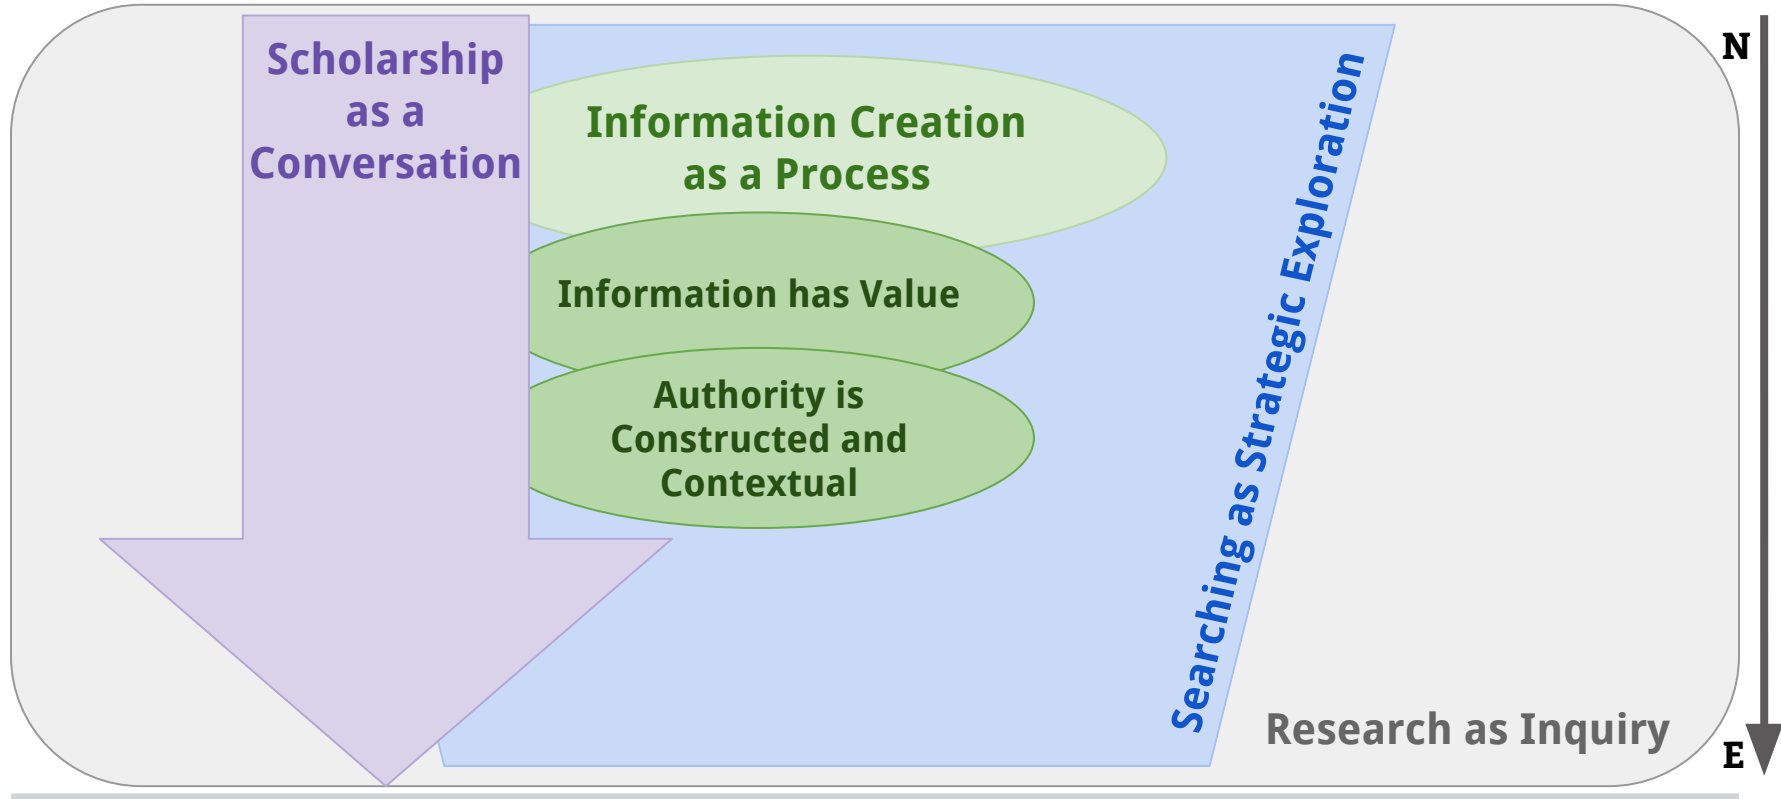 Scholarship
as a
Conversation
Information Creation
as a Process
Information has Value
Authority is
Constructed and
Contextual
Searching as Strategic Exploration
Research as Inquiry
N
E